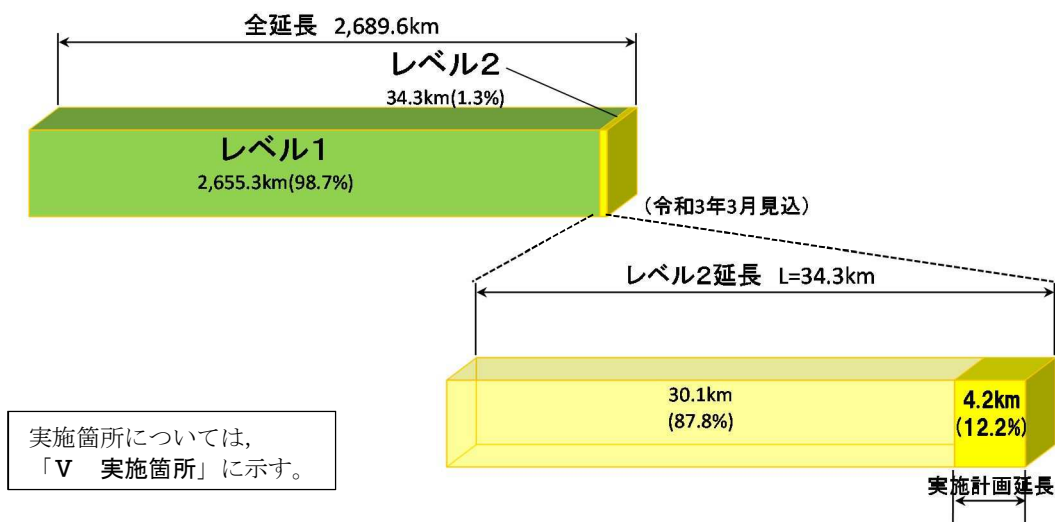 全延長 2,689.6km
レベル2
34.3km(1.3%)
レベル1
2,655.3km(98.7%)
(令和3年3月見込)
レベル2延長 L=34.3km
30.1km
(87.8%)
4.2km
(12.2%)
実施計画延長
実施箇所については,
「Ⅴ 実施箇所」に示す。